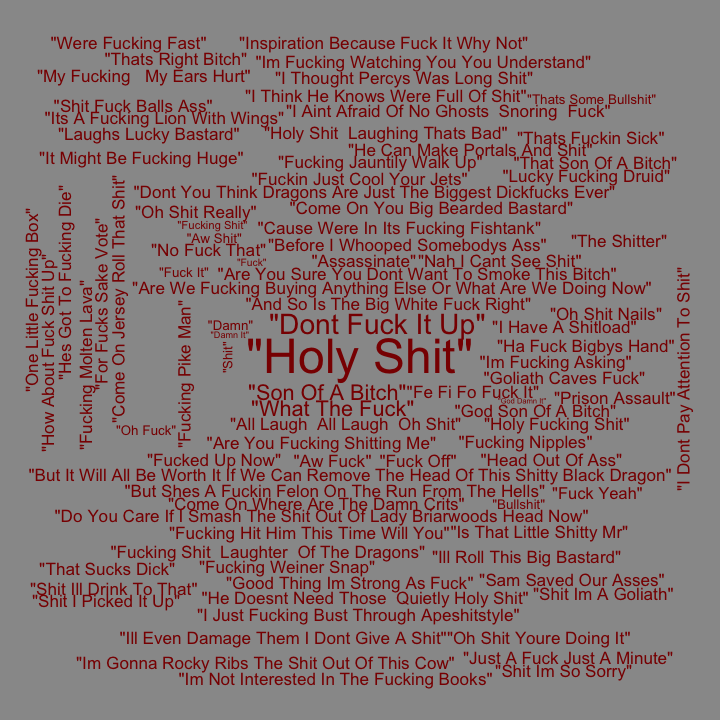 "Were Fucking Fast" "Inspiration Because Fuck It Why Not"
"Thats Right Bitch" "Im Fucking Watching You You Understand"
"My Fucking   My Ears Hurt" "I Thought Percys Was Long Shit"
"I Think He Knows Were Full Of Shit" "Thats Some Bullshit"
"Shit Fuck Balls Ass" "I Aint Afraid Of No Ghosts  Snoring  Fuck"
"Its A Fucking Lion With Wings"
"Laughs Lucky Bastard" "Holy Shit  Laughing Thats Bad" "Thats Fuckin Sick"
"He Can Make Portals And Shit"
"It Might Be Fucking Huge" "Fucking Jauntily Walk Up" "That Son Of A Bitch"
"Fuckin Just Cool Your Jets" "Lucky Fucking Druid"
"Dont You Think Dragons Are Just The Biggest Dickfucks Ever"
"Oh Shit Really" "Come On You Big Bearded Bastard"
"Fucking Shit" "Cause Were In Its Fucking Fishtank"
"Aw Shit" "Before I Whooped Somebodys Ass" "The Shitter"
"No Fuck That"
"Fuck" "Assassinate" "Nah I Cant See Shit"
"Fuck It" "Are You Sure You Dont Want To Smoke This Bitch"
"Are We Fucking Buying Anything Else Or What Are We Doing Now"
"And So Is The Big White Fuck Right"
"Oh Shit Nails"
"Damn" "Dont Fuck It Up" "I Have A Shitload"
"Damn It"
"Holy Shit" "Ha Fuck Bigbys Hand"
"Shit"
"Im Fucking Asking"
"Goliath Caves Fuck"
"Son Of A Bitch" "Fe Fi Fo Fuck It"
"God Damn It" "Prison Assault"
"What The Fuck" "God Son Of A Bitch"
"All Laugh  All Laugh  Oh Shit" "Holy Fucking Shit"
"Oh Fuck"
"Are You Fucking Shitting Me" "Fucking Nipples"
"Fucked Up Now" "Aw Fuck" "Fuck Off" "Head Out Of Ass"
"One Little Fucking Box"
"How About Fuck Shit Up"
"Hes Got To Fucking Die"
"Fucking Molten Lava"
"For Fucks Sake Vote"
"Come On Jersey Roll That Shit"
"Fucking Pike Man"
"I Dont Pay Attention To Shit"
"But It Will All Be Worth It If We Can Remove The Head Of This Shitty Black Dragon"
"But Shes A Fuckin Felon On The Run From The Hells" "Fuck Yeah"
"Come On Where Are The Damn Crits" "Bullshit"
"Do You Care If I Smash The Shit Out Of Lady Briarwoods Head Now"
"Fucking Hit Him This Time Will You" "Is That Little Shitty Mr"
"Fucking Shit  Laughter  Of The Dragons" "Ill Roll This Big Bastard"
"That Sucks Dick" "Fucking Weiner Snap"
"Good Thing Im Strong As Fuck" "Sam Saved Our Asses"
"Shit Ill Drink To That"
"Shit I Picked It Up" "He Doesnt Need Those  Quietly Holy Shit" "Shit Im A Goliath"
"I Just Fucking Bust Through Apeshitstyle"
"Ill Even Damage Them I Dont Give A Shit" "Oh Shit Youre Doing It"
"Im Gonna Rocky Ribs The Shit Out Of This Cow" "Just A Fuck Just A Minute"
"Shit Im So Sorry"
"Im Not Interested In The Fucking Books"